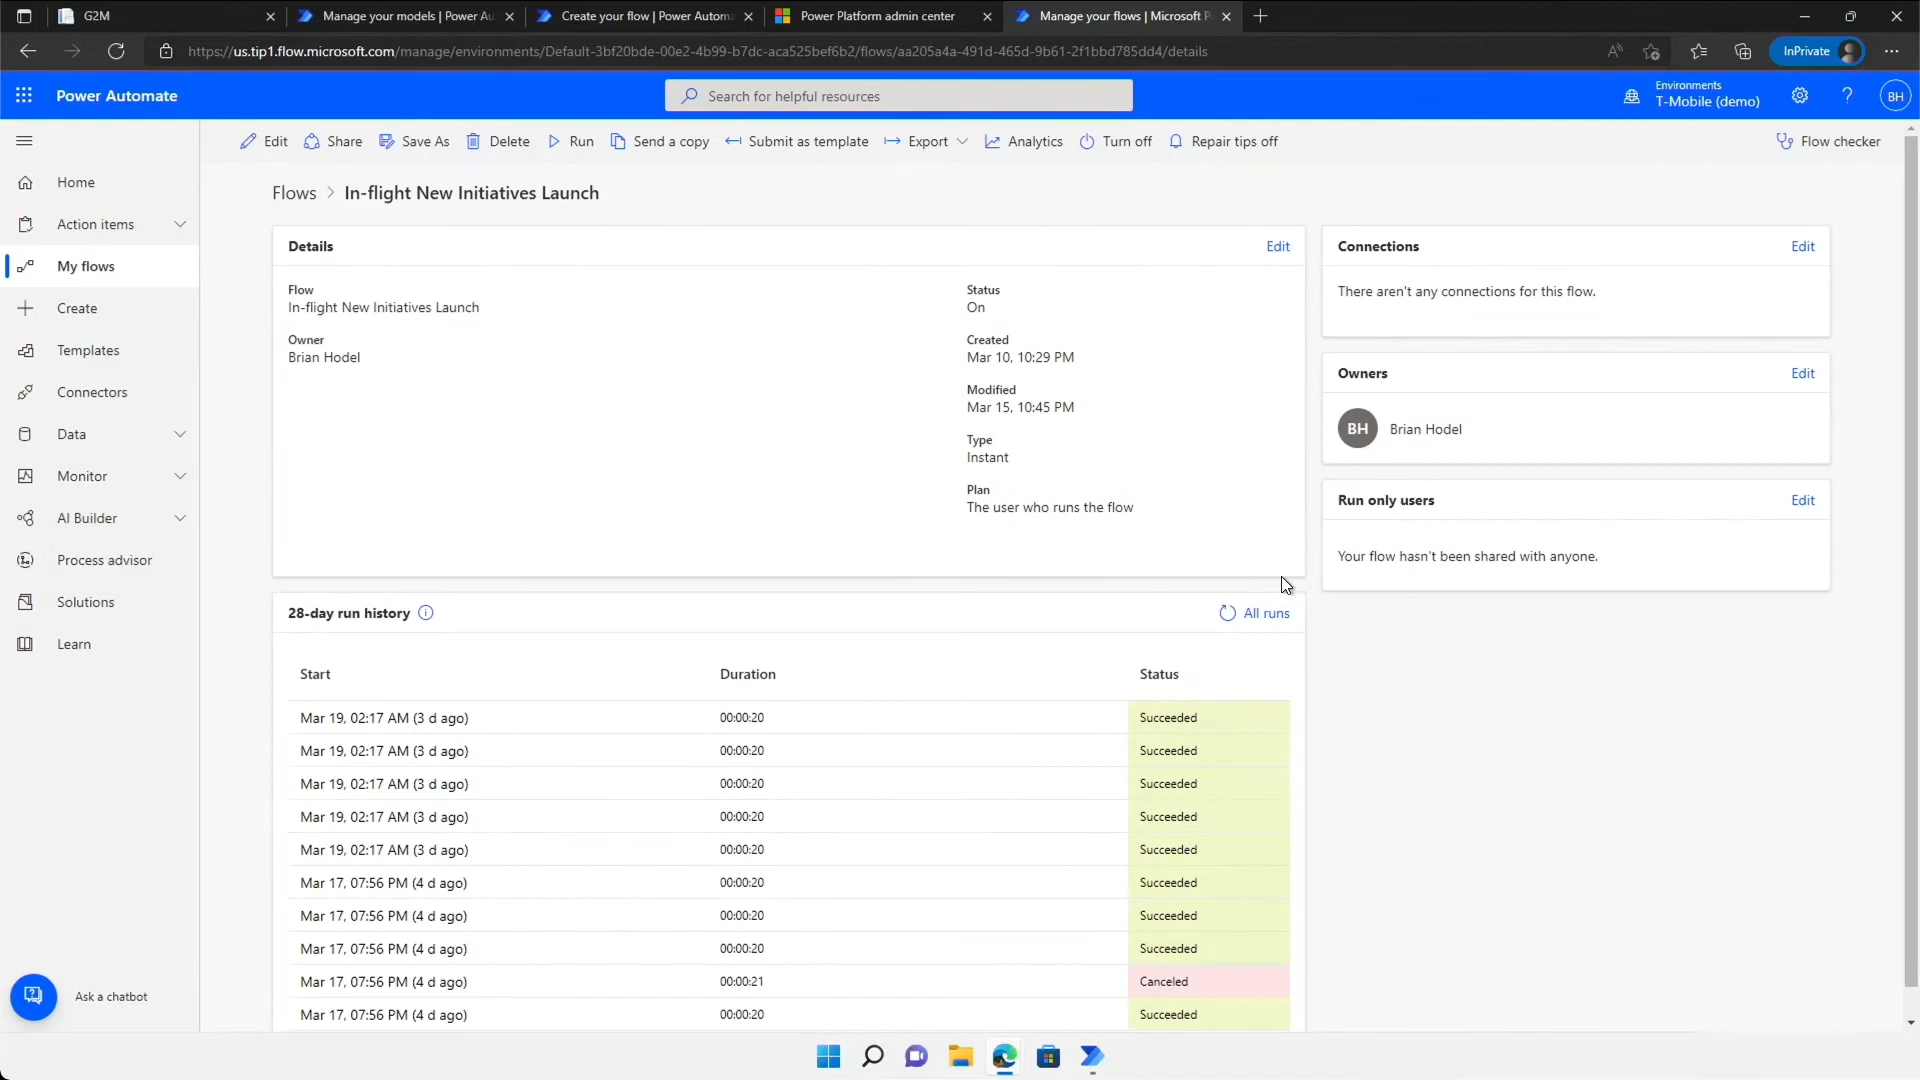 G2M
Manage your models | Power Au
Create your flow | Power Automa
Power Platform admin center
Manage your flows | Microsoft P
https://us.tip1.flow.microsoft.com/manage/environments/Default-3bf20bde-00e2-4b99-b7dc-aca525bef6b2/flows/aa205a4a-491d-465d-9b61-2f1bbd785dd4/details
InPrivate
Power Automate
Search for helpful resources
Environments
T-Mobile (demo)
BH
Edit
Share
Save As
Delete
Run
Send a copy
Submit as template
Export
Analytics
Turn off
Repair tips off
Flow checker
Home
Action items
My flows
Create
Templates
Connectors
Data
Monitor
AI Builder
Process advisor
Solutions
Learn
Ask a chatbot
Flows > In-flight New Initiatives Launch
Details
Edit
Flow
In-flight New Initiatives Launch
Owner
Brian Hodel
Status
On
Created
Mar 10, 10:29 PM
Modified
Mar 15, 10:45 PM
Type
Instant
Plan
The user who runs the flow
Connections
Edit
There aren't any connections for this flow.
Owners
Edit
BH
Brian Hodel
Run only users
Edit
Your flow hasn't been shared with anyone.
28-day run history
All runs
Start Duration Status
Mar 19, 02:17 AM (3 d ago) 00:00:20 Succeeded
Mar 19, 02:17 AM (3 d ago) 00:00:20 Succeeded
Mar 19, 02:17 AM (3 d ago) 00:00:20 Succeeded
Mar 19, 02:17 AM (3 d ago) 00:00:20 Succeeded
Mar 19, 02:17 AM (3 d ago) 00:00:20 Succeeded
Mar 17, 07:56 PM (4 d ago) 00:00:20 Succeeded
Mar 17, 07:56 PM (4 d ago) 00:00:20 Succeeded
Mar 17, 07:56 PM (4 d ago) 00:00:20 Succeeded
Mar 17, 07:56 PM (4 d ago) 00:00:21 Canceled
Mar 17, 07:56 PM (4 d ago) 00:00:20 Succeeded